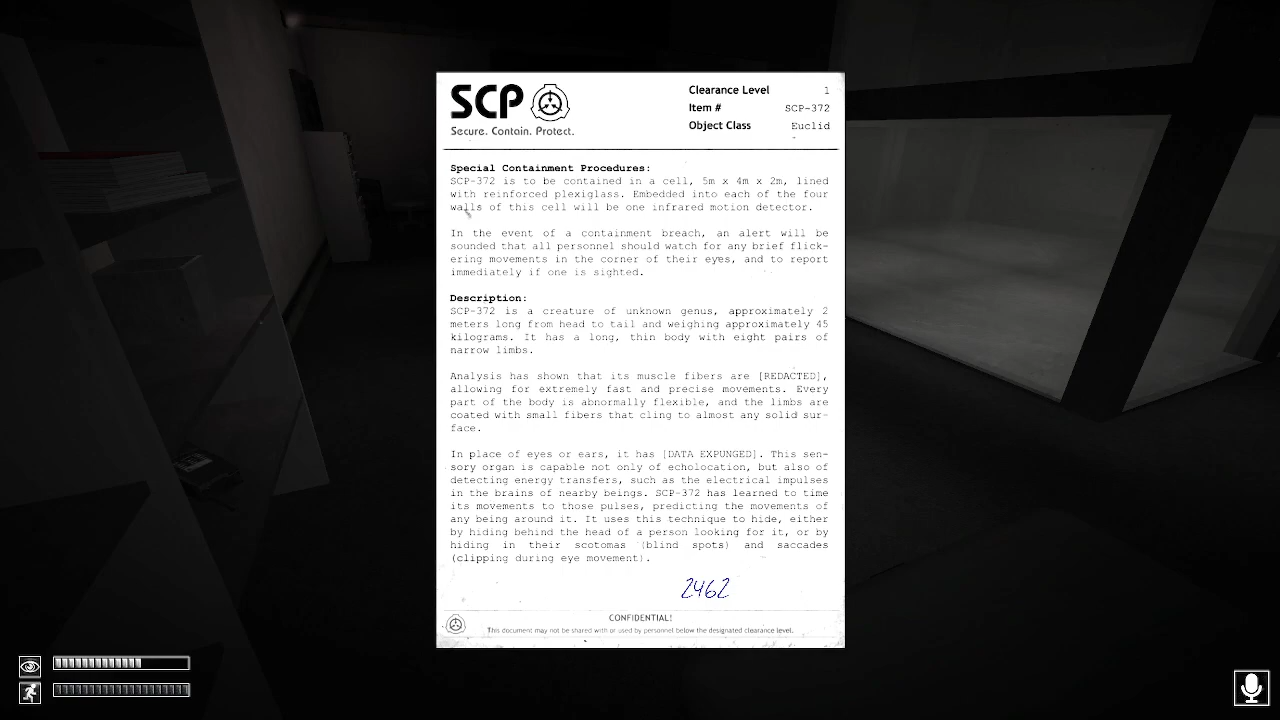 SCP
Secure. Contain. Protect.
Clearance Level 1
Item # SCP-372
Object Class Euclid
Special Containment Procedures:
SCP-372 is to be contained in a cell, 5m x 4m x 2m, lined
with reinforced plexiglass. Embedded into each of the four
walls of this cell will be one infrared motion detector.
In the event of a containment breach, an alert will be
sounded that all personnel should watch for any brief flick-
ering movements in the corner of their eyes, and to report
immediately if one is sighted.
Description:
SCP-372 is a creature of unknown genus, approximately 2
meters long from head to tail and weighing approximately 45
kilograms. It has a long, thin body with eight pairs of
narrow limbs.
Analysis has shown that its muscle fibers are [REDACTED],
allowing for extremely fast and precise movements. Every
part of the body is abnormally flexible, and the limbs are
coated with small fibers that cling to almost any solid sur-
face.
In place of eyes or ears, it has [DATA EXPUNGED]. This sen-
sory organ is capable not only of echolocation, but also of
detecting energy transfers, such as the electrical impulses
in the brains of nearby beings. SCP-372 has learned to time
its movements to those pulses, predicting the movements of
any being around it. It uses this technique to hide, either
by hiding behind the head of a person looking for it, or by
hiding in their scotomas (blind spots) and saccades
(clipping during eye movement).
2462
CONFIDENTIAL!
This document may not be shared with or used by personnel below the designated clearance level.